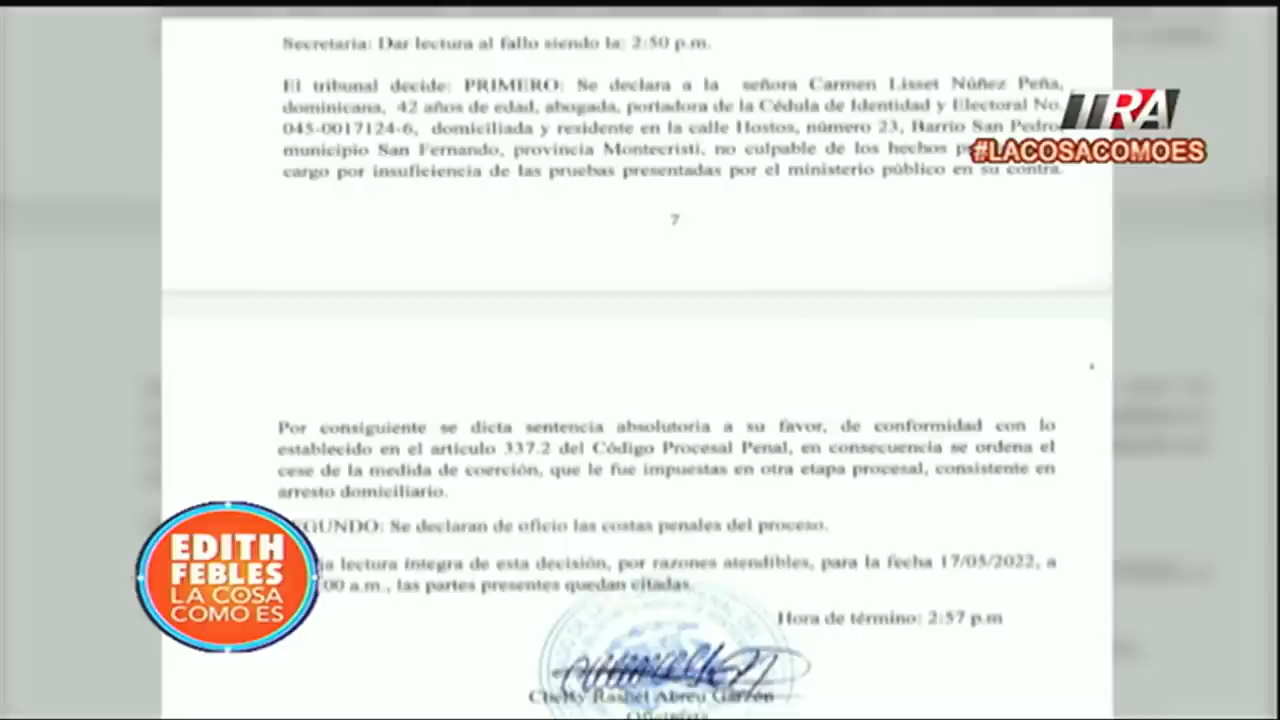 Secretaria: Dar lectura al fallo siendo la: 2:50 p.m.
El tribunal decide: PRIMERO: Se declara a la señora Carmen Lisset Núñez Peña,
dominicana, 42 años de edad, abogada, portadora de la Cédula de Identidad y Electoral No.
045-0017124-6, domiciliada y residente en la calle Hostos, número 23, Barrio San Pedro
municipio San Fernando, provincia Montecristi, no culpable de los hechos
cargo por insuficiencia de las pruebas presentadas por el ministerio público en su contra.
TRA
#LACOSACOMOES
7
Por consiguiente se dicta sentencia absolutoria a su favor, de conformidad con lo
establecido en el artículo 337.2 del Código Procesal Penal, en consecuencia se ordena el
cese de la medida de coerción, que le fue impuestas en otra etapa procesal, consistente en
arresto domiciliario.
EGUNDO: Se declaran de oficio las costas penales del proceso.
la lectura íntegra de esta decisión, por razones atendibles, para la fecha 17/05/2022, a
00 a.m., las partes presentes quedan citadas.
Hora de término: 2:57 p.m
Rashel Abreu Garzón
EDITH
FEBLES
LA COSA
COMO ES